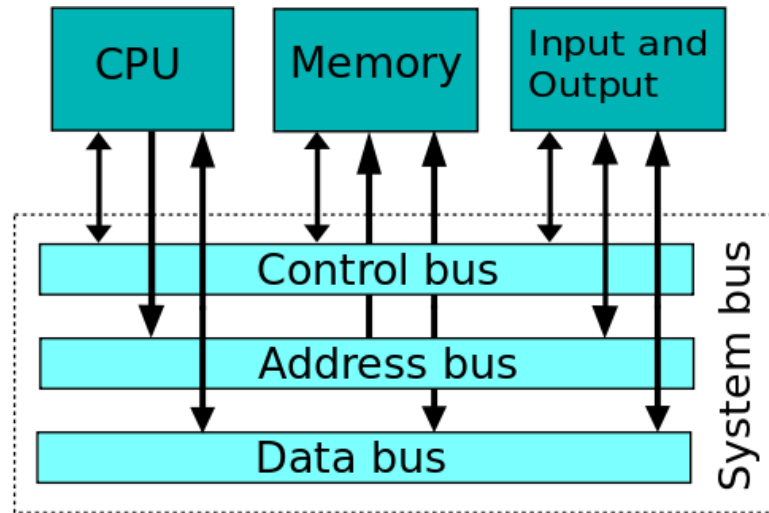 CPU
Memory
Input and
Output
Control bus
Address bus
Data bus
System bus